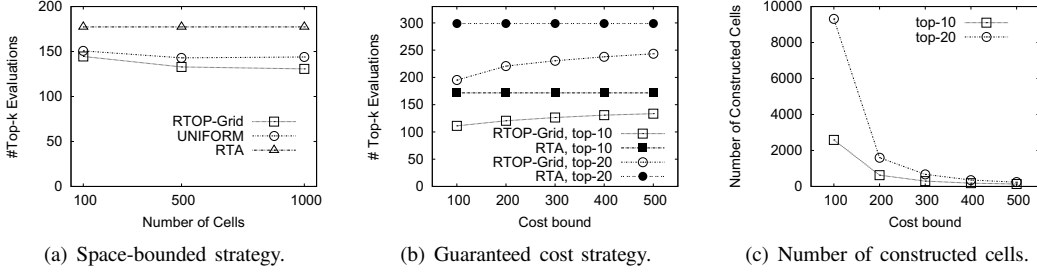 #Top-k Evaluations
200
150
100
50
0
RTOP-Grid
UNIFORM
RTA
100 500 1000
Number of Cells
(a) Space-bounded strategy.
# Top-k Evaluations
300
250
200
150
100
50
0
RTOP-Grid, top-10
RTA, top-10
RTOP-Grid, top-20
RTA, top-20
100 200 300 400 500
Cost bound
(b) Guaranteed cost strategy.
Number of Constructed Cells
10000
8000
6000
4000
2000
0
top-10
top-20
100 200 300 400 500
Cost bound
(c) Number of constructed cells.